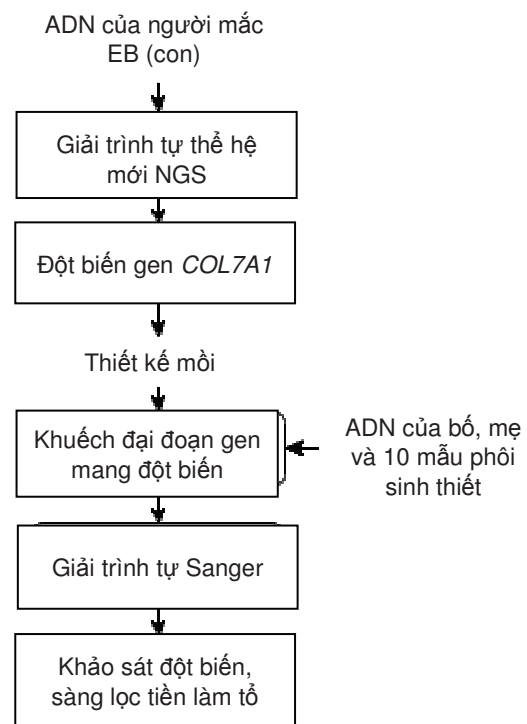 ADN của người mắc
EB (con)
Giải trình tự thể hệ
mới NGS
Đột biến gen COL7A1
Thiết kế mồi
Khuếch đại đoạn gen
mang đột biến
ADN của bố, mẹ
và 10 mẫu phôi
sinh thiết
Giải trình tự Sanger
Khảo sát đột biến,
sàng lọc tiền làm tổ